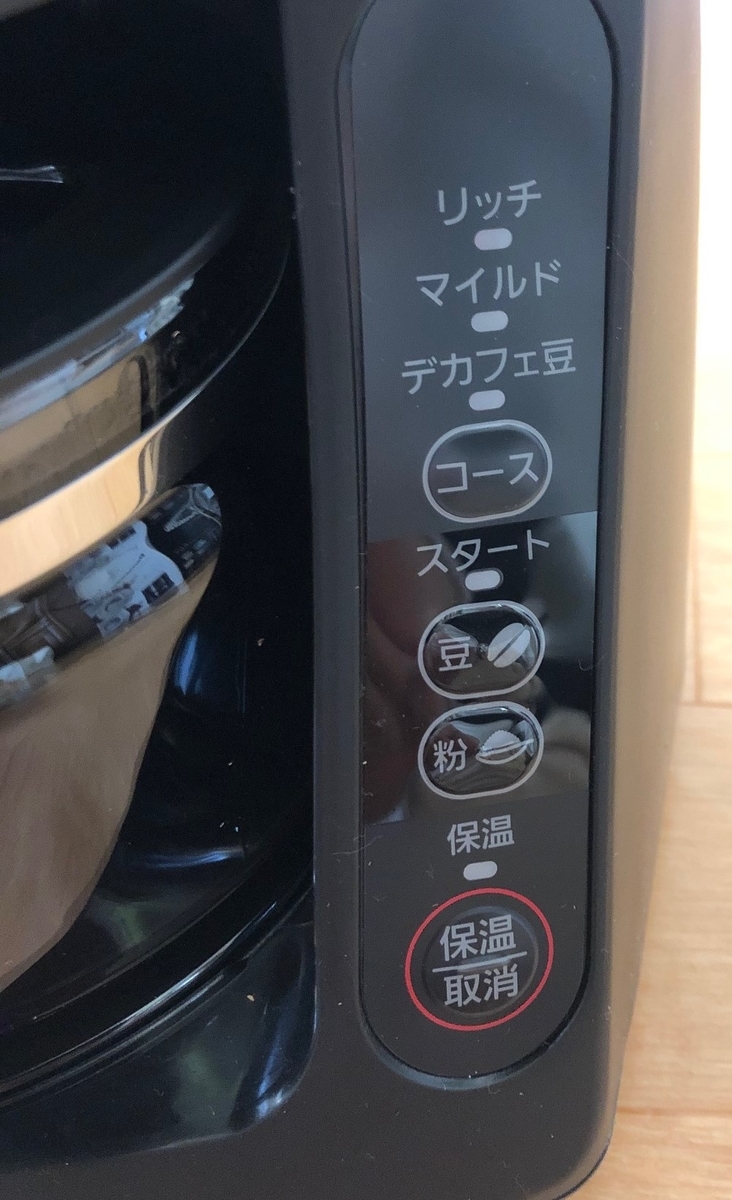 リッチ
マイルド
デカフェ豆
コース
スタート
豆
粉
保温
保温
取消